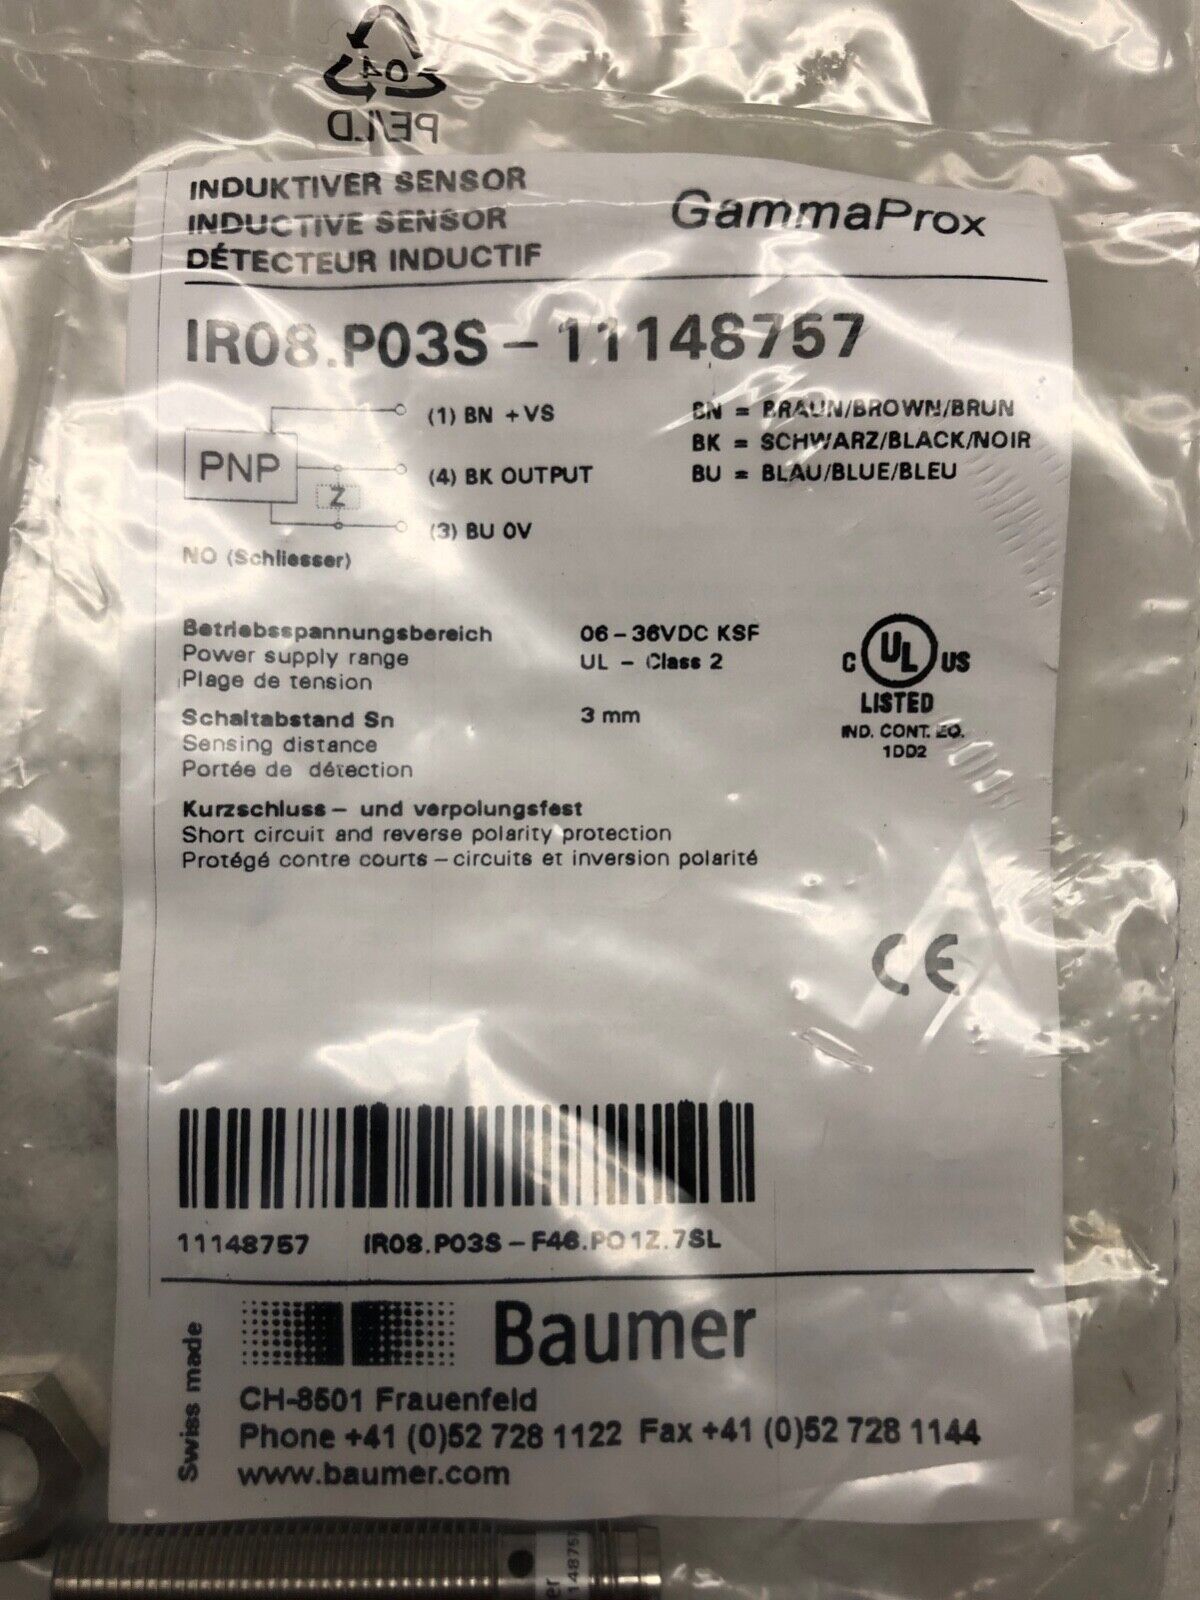 04
PE/LD
INDUKTIVER SENSOR
INDUCTIVE SENSOR
DÉTECTEUR INDUCTIF
GammaProx
IR08.P03S - 11148757
(1) BN +VS
BN = BRAUN/BROWN/BRUN
PNP
BK = SCHWARZ/BLACK/NOIR
(4) BK OUTPUT
BU = BLAU/BLUE/BLEU
Z
(3) BU 0V
NO (Schliesser)
Betriebsspannungsbereich 06 - 36VDC KSF
Power supply range UL - Class 2
Plage de tension
C UL US
LISTED
IND. CONT. EQ.
1DD2
Schaltabstand Sn 3 mm
Sensing distance
Portée de détection
Kurzschluss - und verpolungsfest
Short circuit and reverse polarity protection
Protégé contre courts - circuits et inversion polarité
CE
11148757 IR08.P03S - F46.PO1Z.7SL
Swiss made
Baumer
CH-8501 Frauenfeld
Phone +41 (0)52 728 1122 Fax +41 (0)52 728 1144
www.baumer.com
Baumer